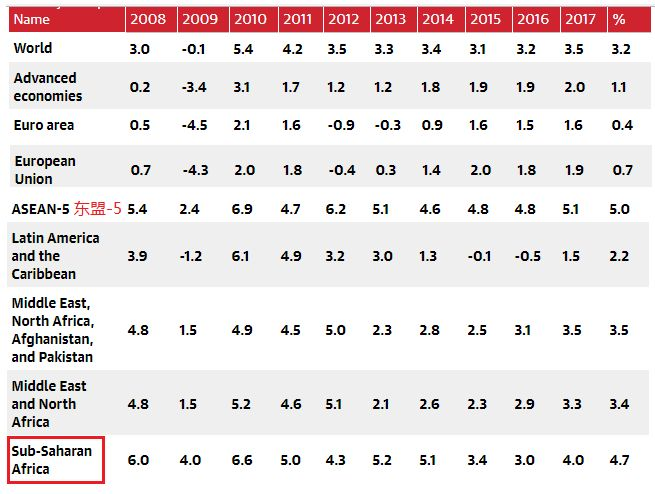 Name 2008 2009 2010 2011 2012 2013 2014 2015 2016 2017 %
World 3.0 -0.1 5.4 4.2 3.5 3.3 3.4 3.1 3.2 3.5 3.2
Advanced
economies 0.2 -3.4 3.1 1.7 1.2 1.2 1.8 1.9 1.9 2.0 1.1
Euro area 0.5 -4.5 2.1 1.6 -0.9 -0.3 0.9 1.6 1.5 1.6 0.4
European
Union 0.7 -4.3 2.0 1.8 -0.4 0.3 1.4 2.0 1.8 1.9 0.7
ASEAN-5 东盟-5 5.4 2.4 6.9 4.7 6.2 5.1 4.6 4.8 4.8 5.1 5.0
Latin America
and the
Caribbean 3.9 -1.2 6.1 4.9 3.2 3.0 1.3 -0.1 -0.5 1.5 2.2
Middle East,
North Africa,
Afghanistan,
and Pakistan 4.8 1.5 4.9 4.5 5.0 2.3 2.8 2.5 3.1 3.5 3.5
Middle East
and North
Africa 4.8 1.5 5.2 4.6 5.1 2.1 2.6 2.3 2.9 3.3 3.4
Sub-Saharan
Africa 6.0 4.0 6.6 5.0 4.3 5.2 5.1 3.4 3.0 4.0 4.7